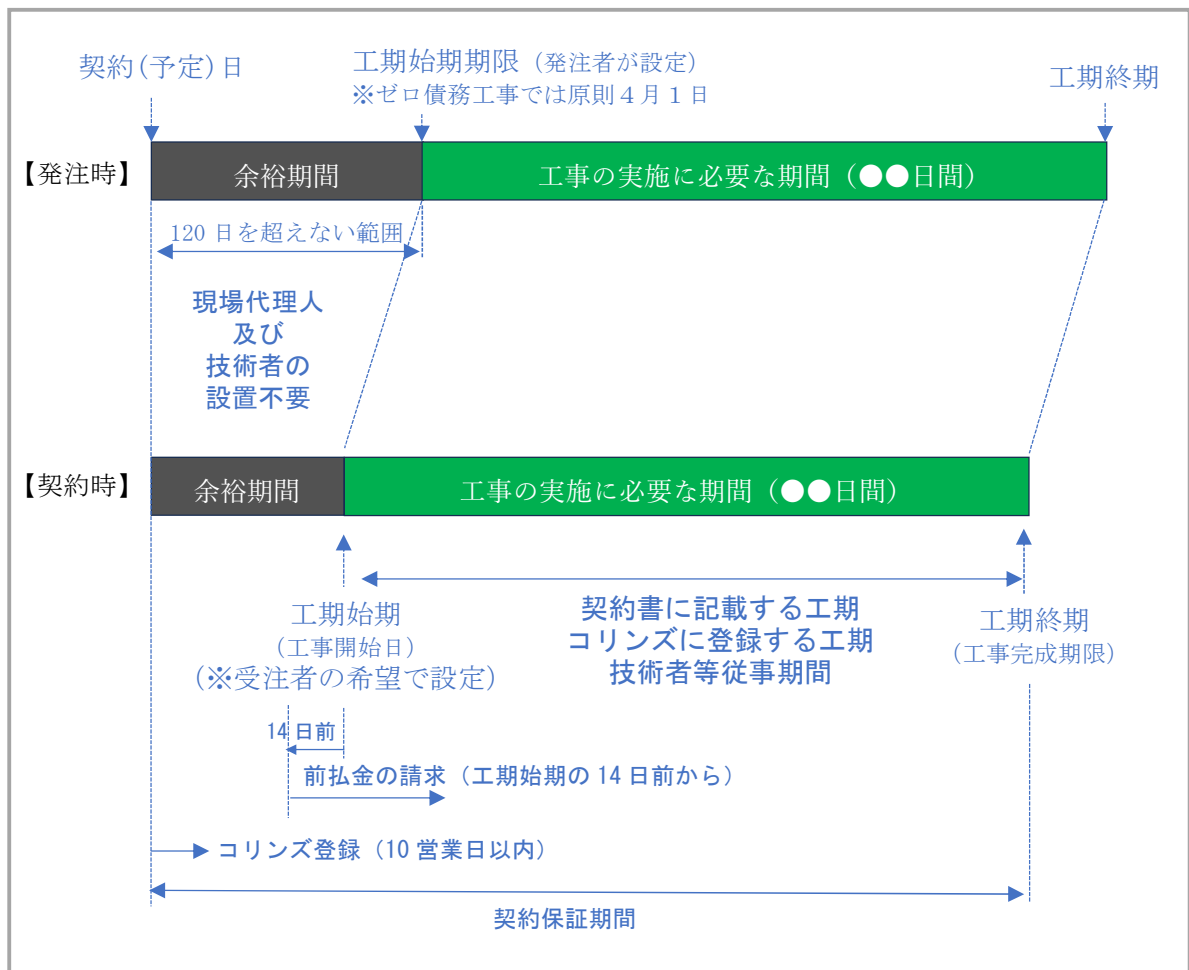 契約(予定)日
工期始期期限（発注者が設定）
※ゼロ債務工事では原則４月１日
工期終期
【発注時】
余裕期間
工事の実施に必要な期間（●●日間）
120 日を超えない範囲
現場代理人
及び
技術者の
設置不要
【契約時】
余裕期間
工事の実施に必要な期間（●●日間）
工期始期
(工事開始日)
(※受注者の希望で設定)
契約書に記載する工期
コリンズに登録する工期
技術者等従事期間
工期終期
(工事完成期限)
14 日前
前払金の請求（工期始期の 14 日前から）
コリンズ登録（10 営業日以内）
契約保証期間